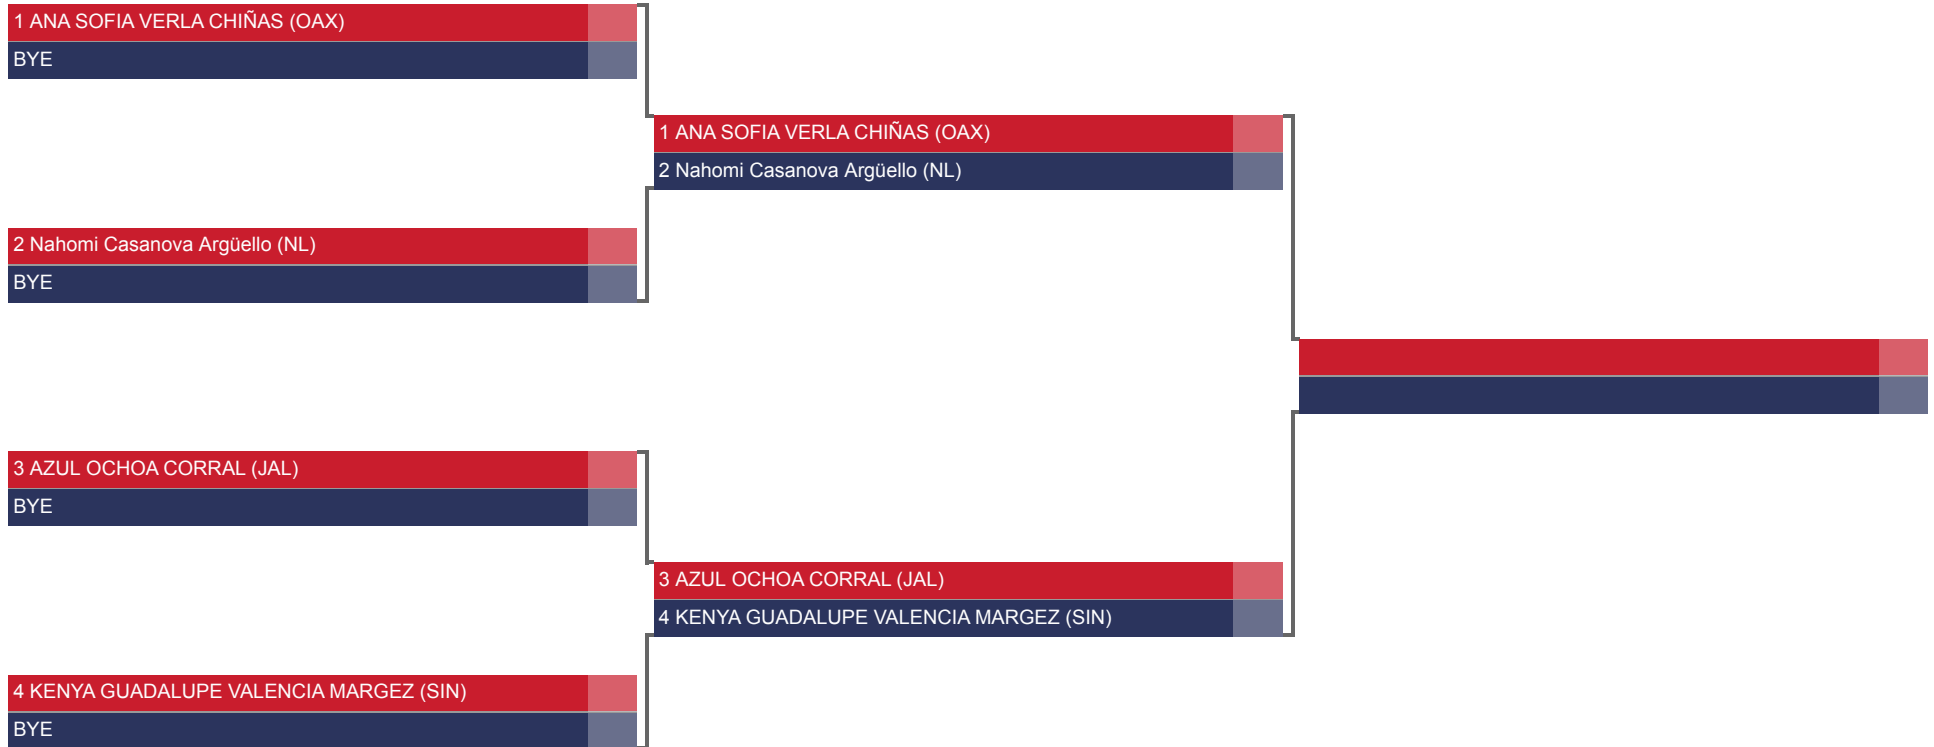 1 ANA SOFIA VERLA CHIÑAS (OAX)
BYE
1 ANA SOFIA VERLA CHIÑAS (OAX)
2 Nahomi Casanova Argüello (NL)
2 Nahomi Casanova Argüello (NL)
BYE
3 AZUL OCHOA CORRAL (JAL)
BYE
3 AZUL OCHOA CORRAL (JAL)
4 KENYA GUADALUPE VALENCIA MARGEZ (SIN)
4 KENYA GUADALUPE VALENCIA MARGEZ (SIN)
BYE